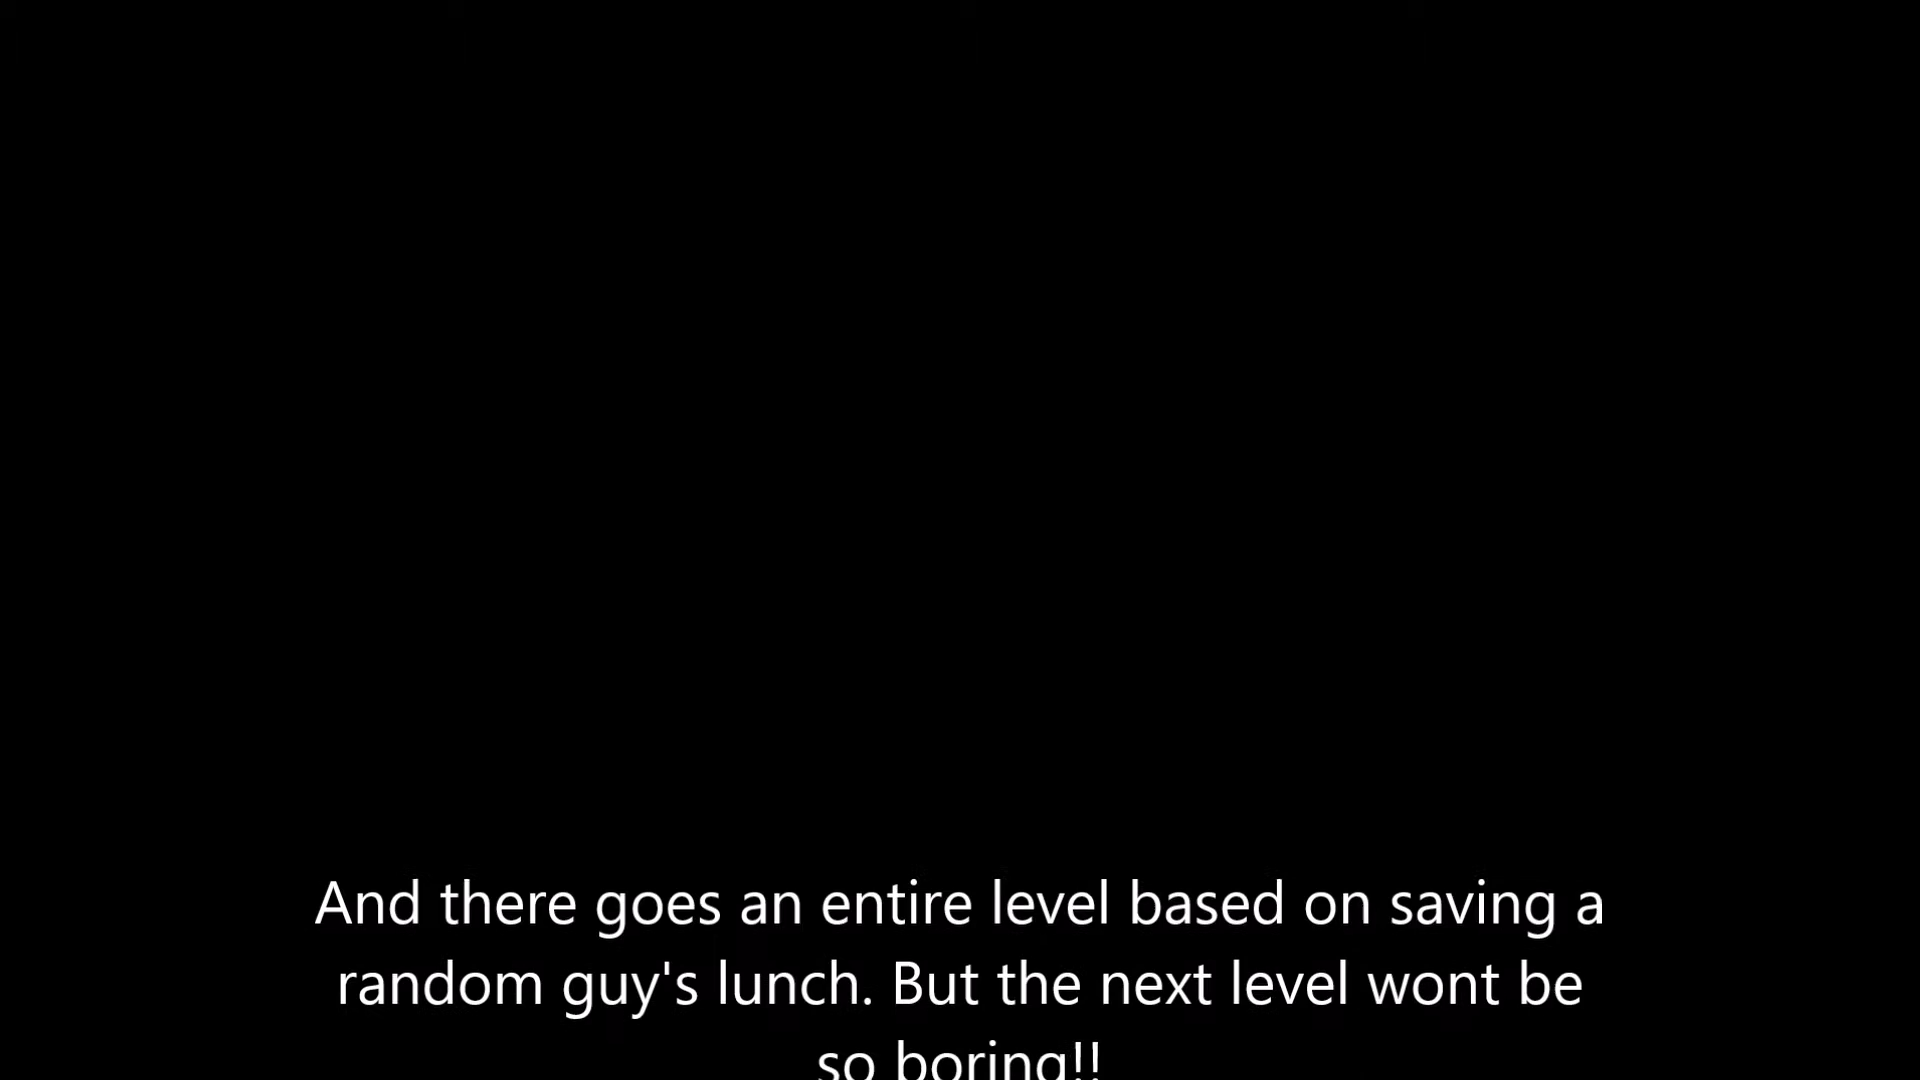 And there goes an entire level based on saving a
random guy's lunch. But the next level wont be
so boring!!